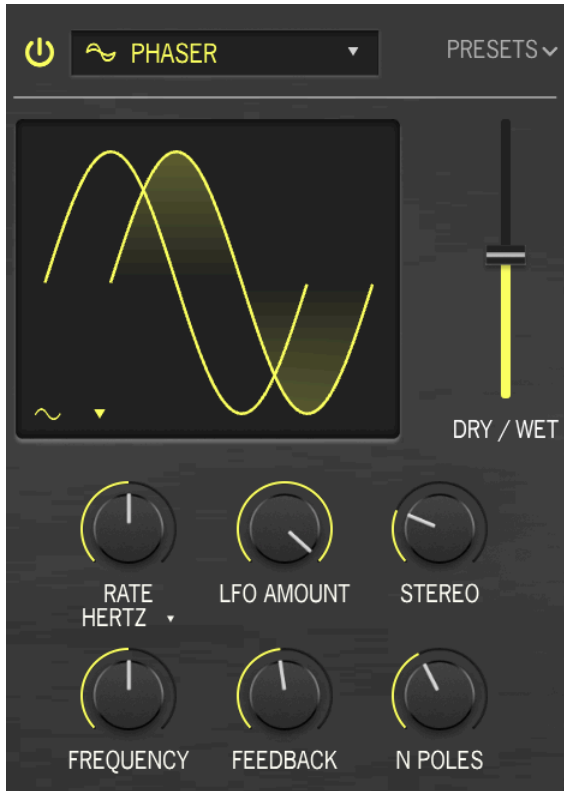 PHASER
PRESETS
DRY / WET
RATE
HERTZ
LFO AMOUNT
STEREO
FREQUENCY
FEEDBACK
N POLES